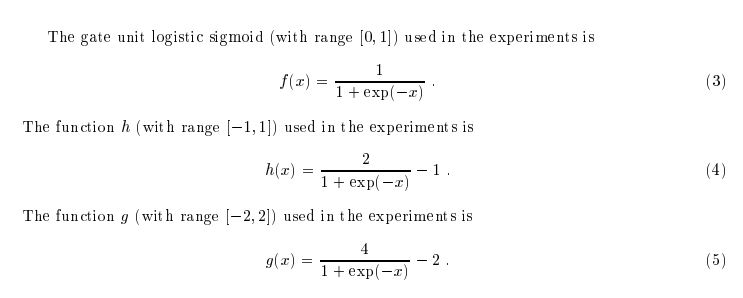 The gate unit logistic sigmoid (with range [0, 1]) used in the experiments is
f(x) = 1 / (1 + exp(−x)) . (3)
The function h (with range [−1, 1]) used in the experiments is
h(x) = 2 / (1 + exp(−x)) − 1 . (4)
The function g (with range [−2, 2]) used in the experiments is
g(x) = 4 / (1 + exp(−x)) − 2 . (5)